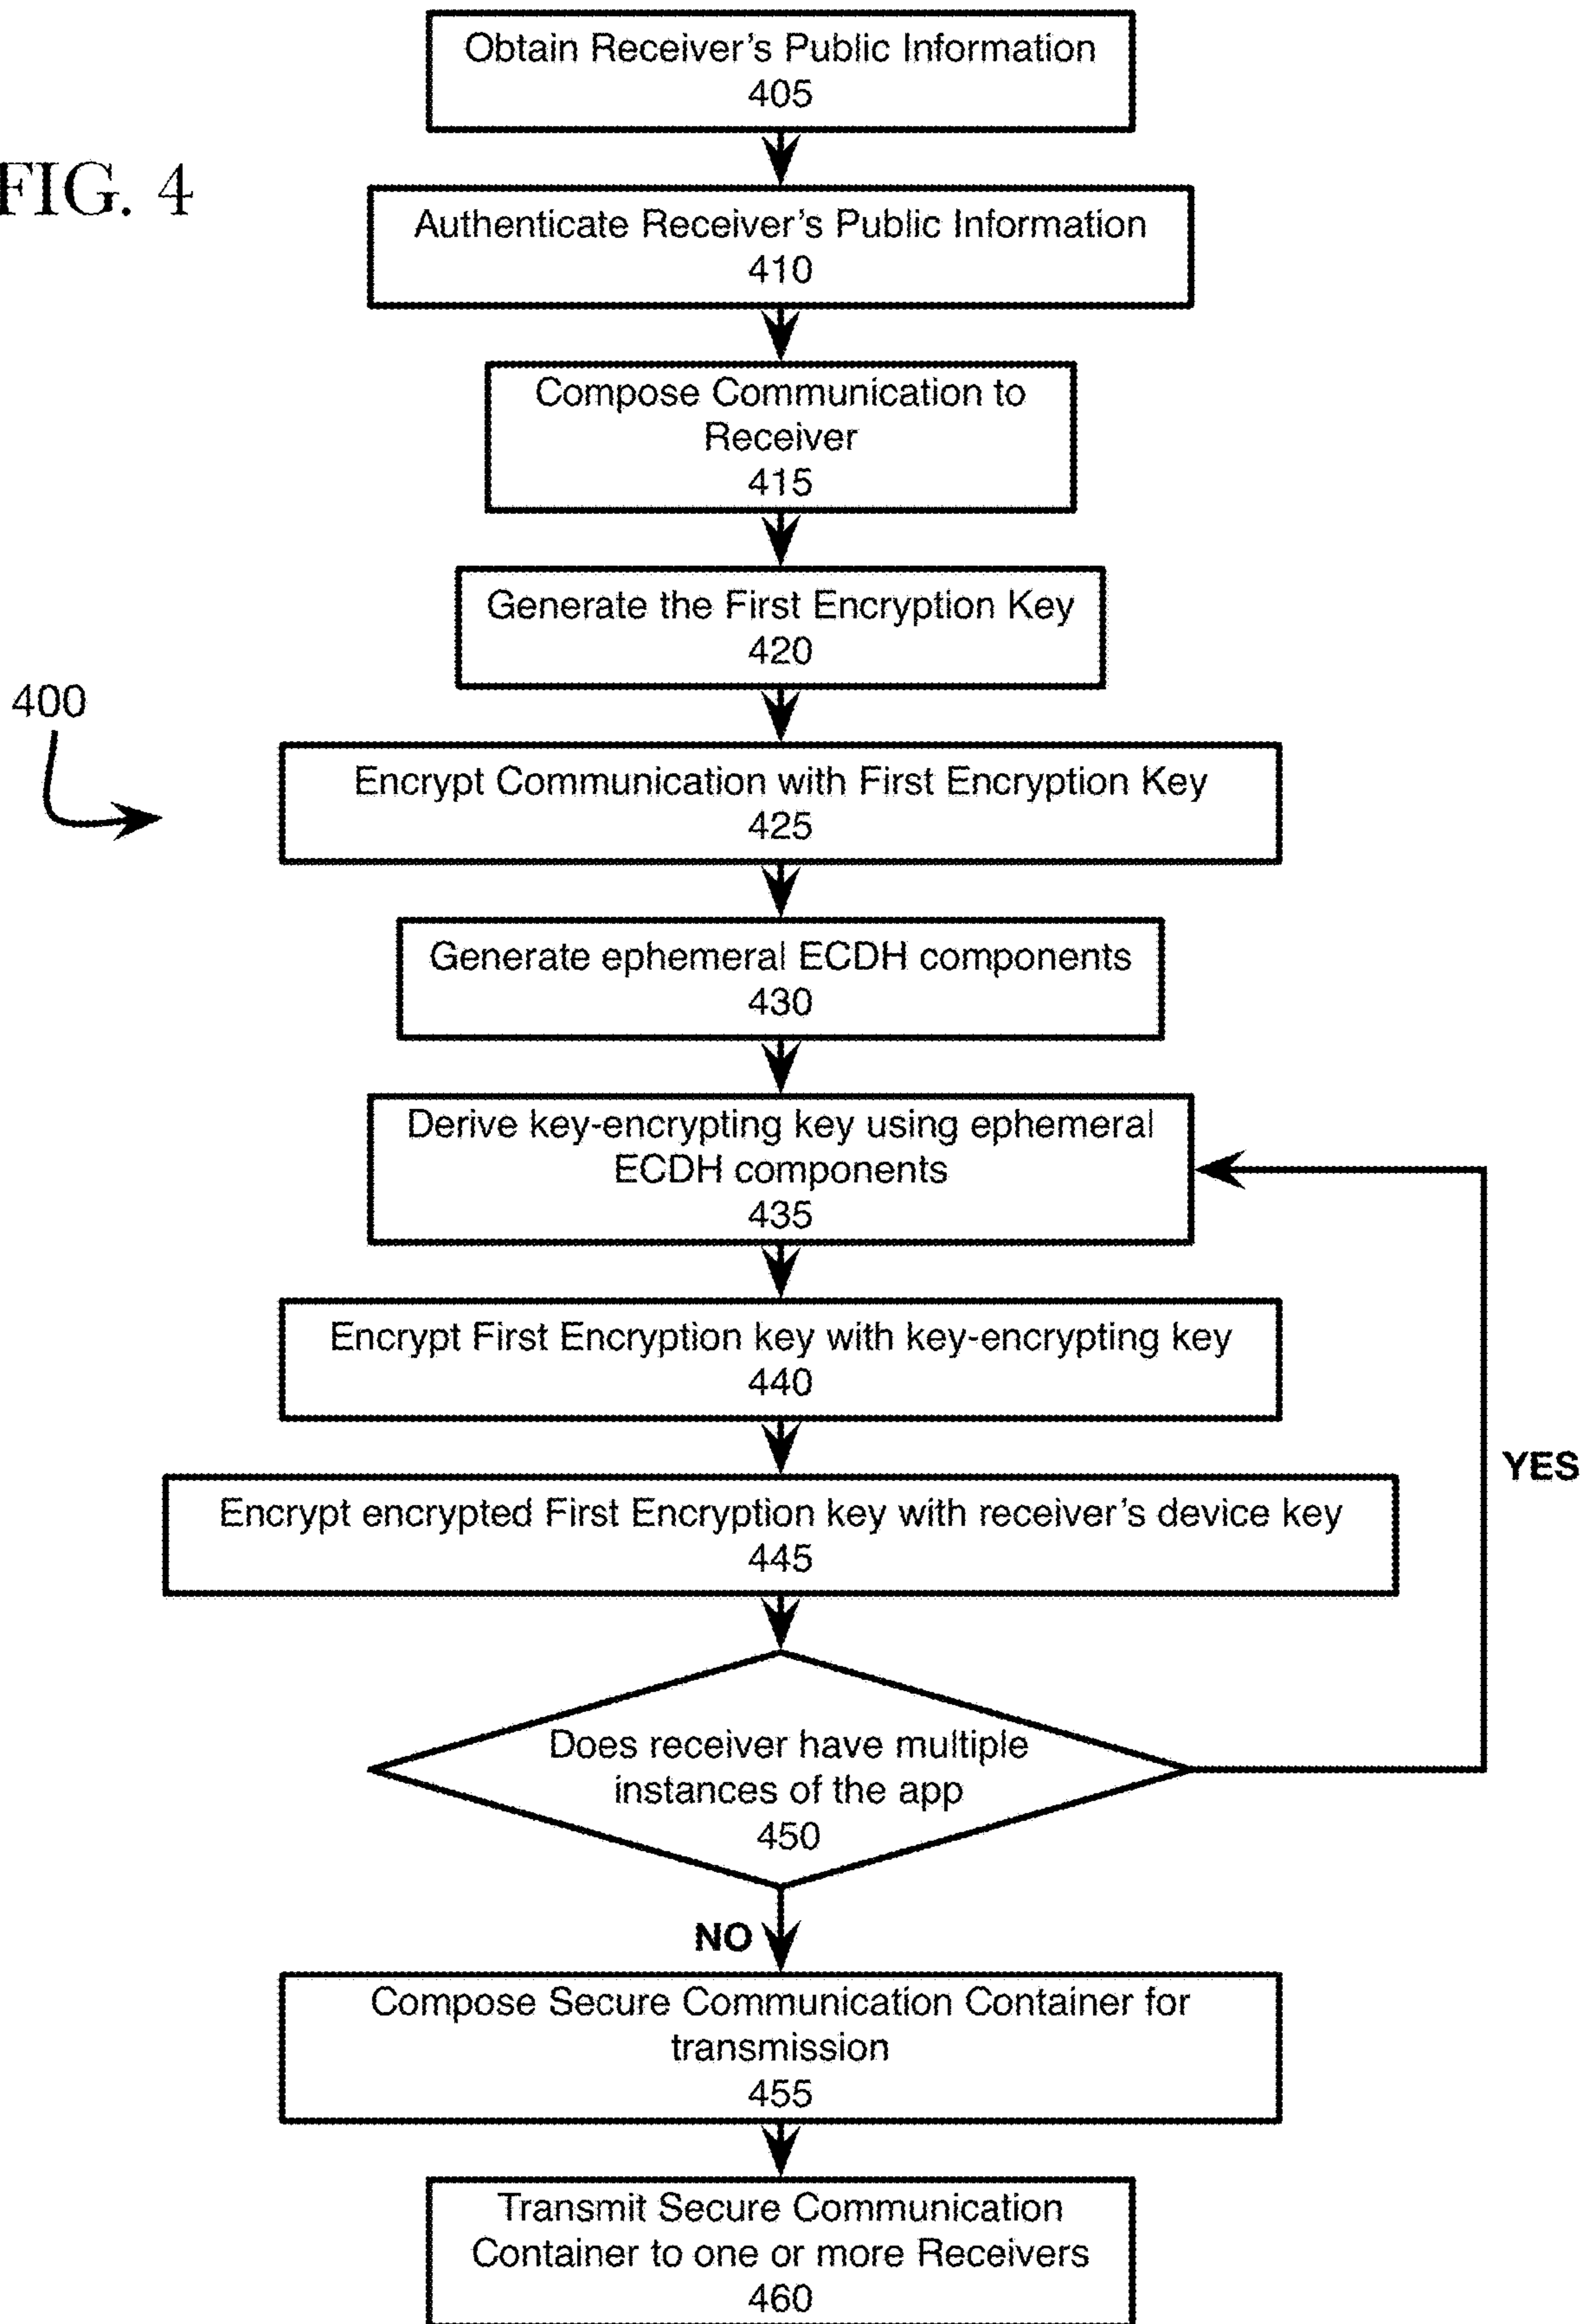 Obtain Receiver's Public Information
405
FIG. 4
Authenticate Receiver's Public Information
410
Compose Communication to
Receiver
415
Generate the First Encryption Key
420
400
Encrypt Communication with First Encryption Key
425
Generate ephemeral ECDH components
430
Derive key-encrypting key using ephemeral
ECDH components
435
Encrypt First Encryption key with key-encrypting key
440
YES
Encrypt encrypted First Encryption key with receiver's device key
445
Does receiver have multiple
instances of the app
450
NO
Compose Secure Communication Container for
transmission
455
Transmit Secure Communication
Container to one or more Receivers
460